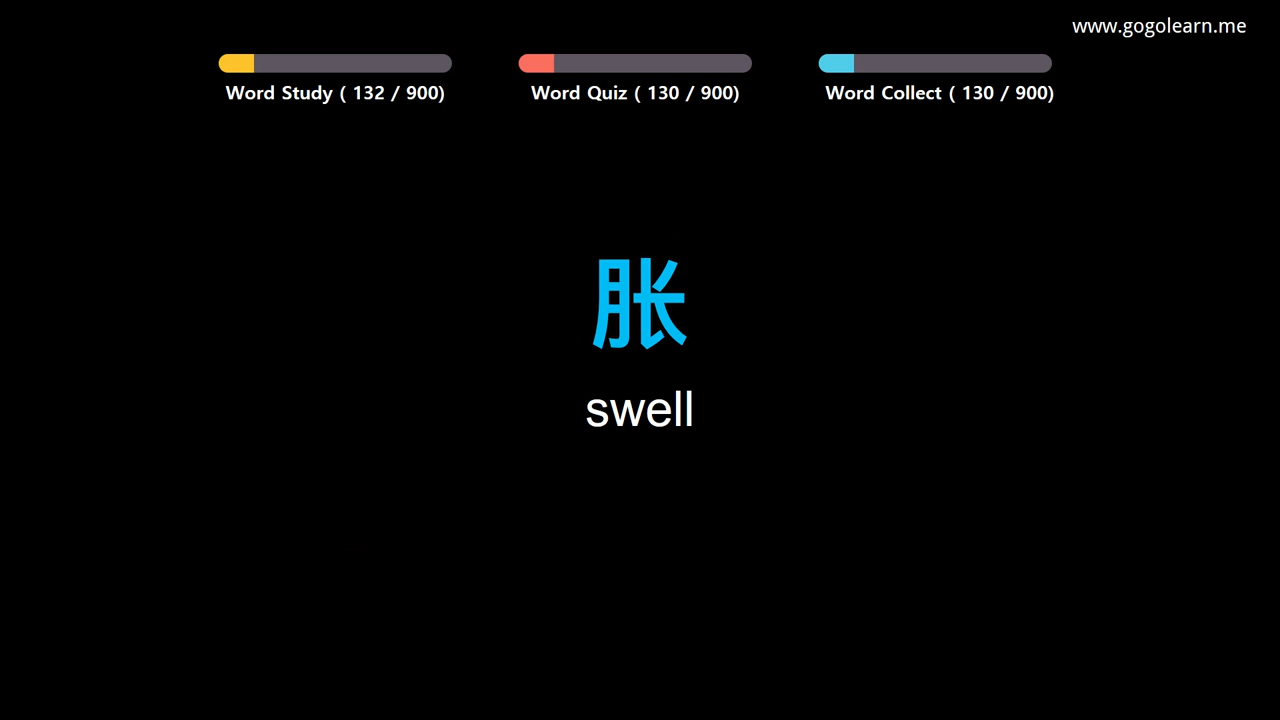 www.gogolearn.me
Word Study ( 132 / 900)
Word Quiz ( 130 / 900)
Word Collect ( 130 / 900)
胀
swell